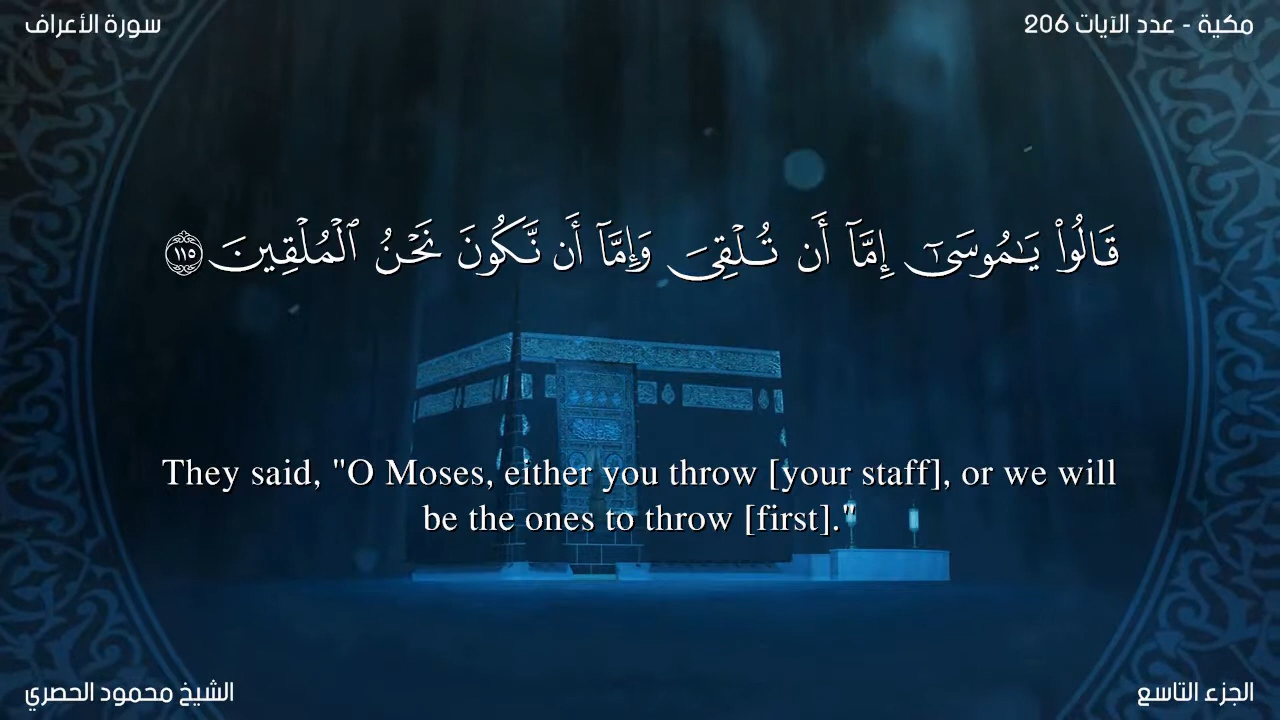 مكية - عدد الآيات 206
سورة الأعراف
قَالُوا۟ يَـٰمُوسَىٰٓ إِمَّآ أَن تُلْقِىَ وَإِمَّآ أَن نَّكُونَ نَحْنُ ٱلْمُلْقِينَ ١١٥
They said, "O Moses, either you throw [your staff], or we will
be the ones to throw [first]."
الجزء التاسع
الشيخ محمود الحصري